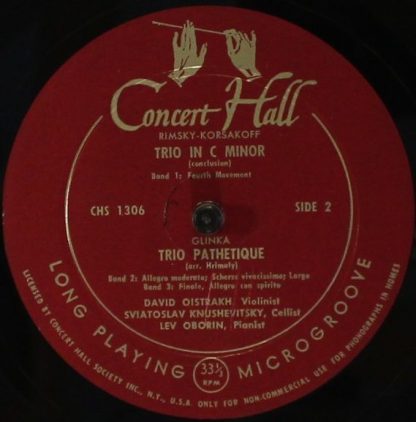 Concert Hall
RIMSKY-KORSAKOFF
TRIO IN C MINOR
(conclusion)
Band 1: Fourth Movement
CHS 1306
SIDE 2
GLINKA
TRIO PATHETIQUE
(arr. Hrimaly)
Band 2: Allegro moderato; Scherzo vivacissimo; Largo
Band 3: Finale, Allegro con spirito
DAVID OISTRAKH, Violinist
SVIATOSLAV KNUSHEVITSKY, Cellist
LEV OBORIN, Pianist
LONG PLAYING 33⅓ RPM MICROGROOVE
LICENSED BY CONCERT HALL SOCIETY INC., N.Y., U.S.A. ONLY FOR NON-COMMERCIAL USE FOR PHONOGRAPHS IN HOMES